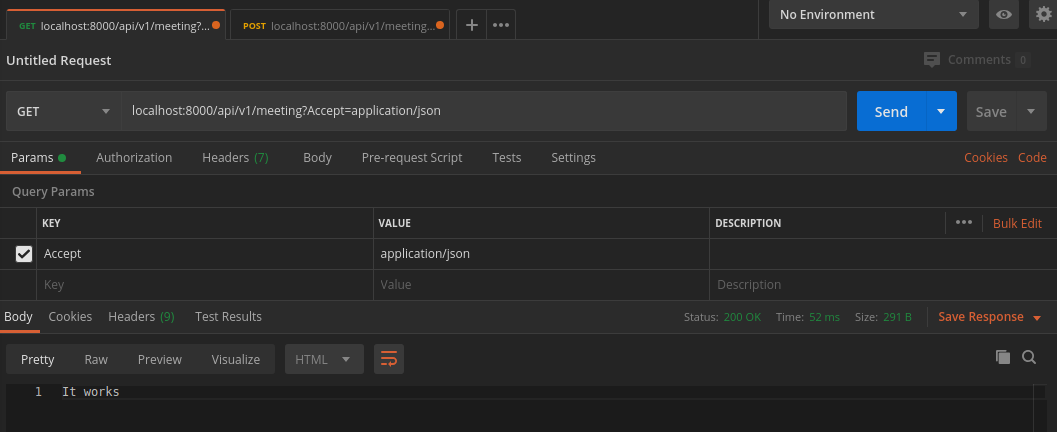 GET localhost:8000/api/v1/meeting?... POST localhost:8000/api/v1/meeting... + ••• No Environment
Untitled Request Comments 0
GET localhost:8000/api/v1/meeting?Accept=application/json Send Save
Params Authorization Headers (7) Body Pre-request Script Tests Settings Cookies Code
Query Params
KEY VALUE DESCRIPTION ••• Bulk Edit
Accept application/json
Key Value Description
Body Cookies Headers (9) Test Results Status: 200 OK Time: 52 ms Size: 291 B Save Response
Pretty Raw Preview Visualize HTML
1 It works